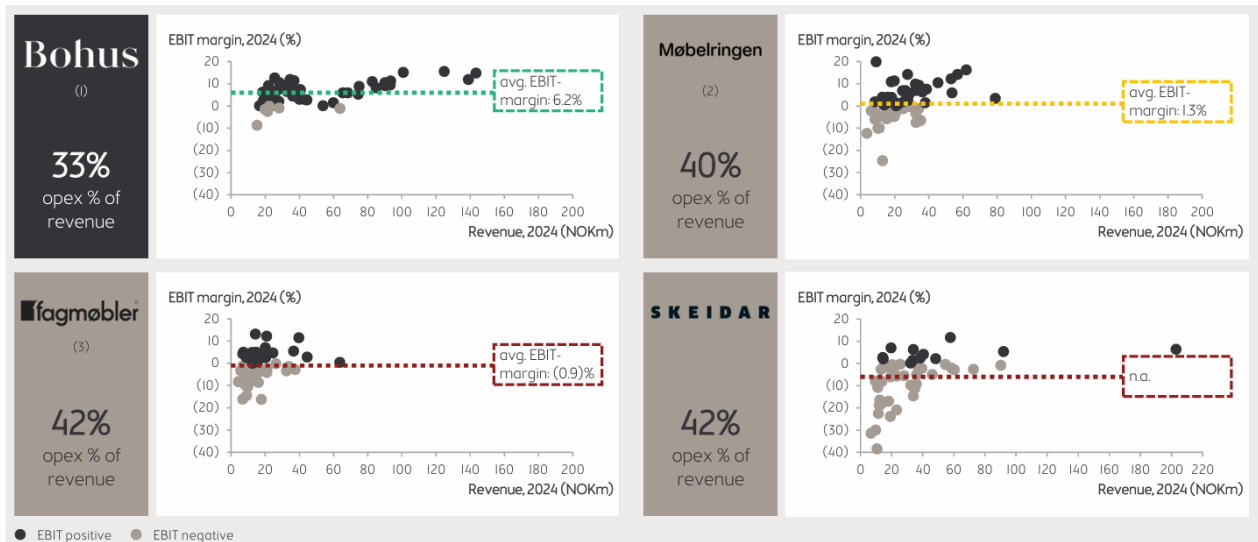 Bohus
(1)
33%
opex % of
revenue
EBIT margin, 2024 (%)
20
10
0
(10)
(20)
(30)
(40)
0 20 40 60 80 100 120 140 160 180 200
Revenue, 2024 (NOKm)
avg. EBIT-
margin: 6.2%
Møbelringen
(2)
40%
opex % of
revenue
EBIT margin, 2024 (%)
20
10
0
(10)
(20)
(30)
(40)
0 20 40 60 80 100 120 140 160 180 200
Revenue, 2024 (NOKm)
avg. EBIT-
margin: 1.3%
fagmøbler
(3)
42%
opex % of
revenue
EBIT margin, 2024 (%)
20
10
0
(10)
(20)
(30)
(40)
0 20 40 60 80 100 120 140 160 180 200
Revenue, 2024 (NOKm)
avg. EBIT-
margin: (0.9)%
SKEIDAR
42%
opex % of
revenue
EBIT margin, 2024 (%)
20
10
0
(10)
(20)
(30)
(40)
0 20 40 60 80 100 120 140 160 180 200 220
Revenue, 2024 (NOKm)
n.a.
EBIT positive EBIT negative